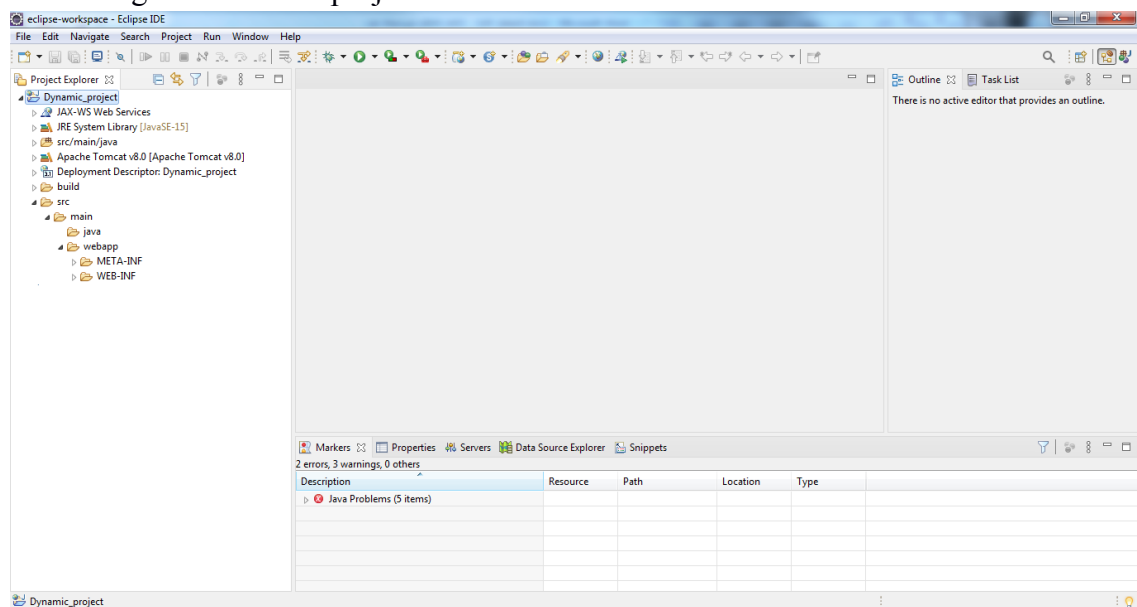 eclipse-workspace - Eclipse IDE
File Edit Navigate Search Project Run Window Help
Project Explorer
Dynamic_project
JAX-WS Web Services
JRE System Library [JavaSE-15]
src/main/java
Apache Tomcat v8.0 [Apache Tomcat v8.0]
Deployment Descriptor: Dynamic_project
build
src
main
java
webapp
META-INF
WEB-INF
Outline Task List
There is no active editor that provides an outline.
Markers Properties Servers Data Source Explorer Snippets
2 errors, 3 warnings, 0 others
Description Resource Path Location Type
Java Problems (5 items)
Dynamic_project